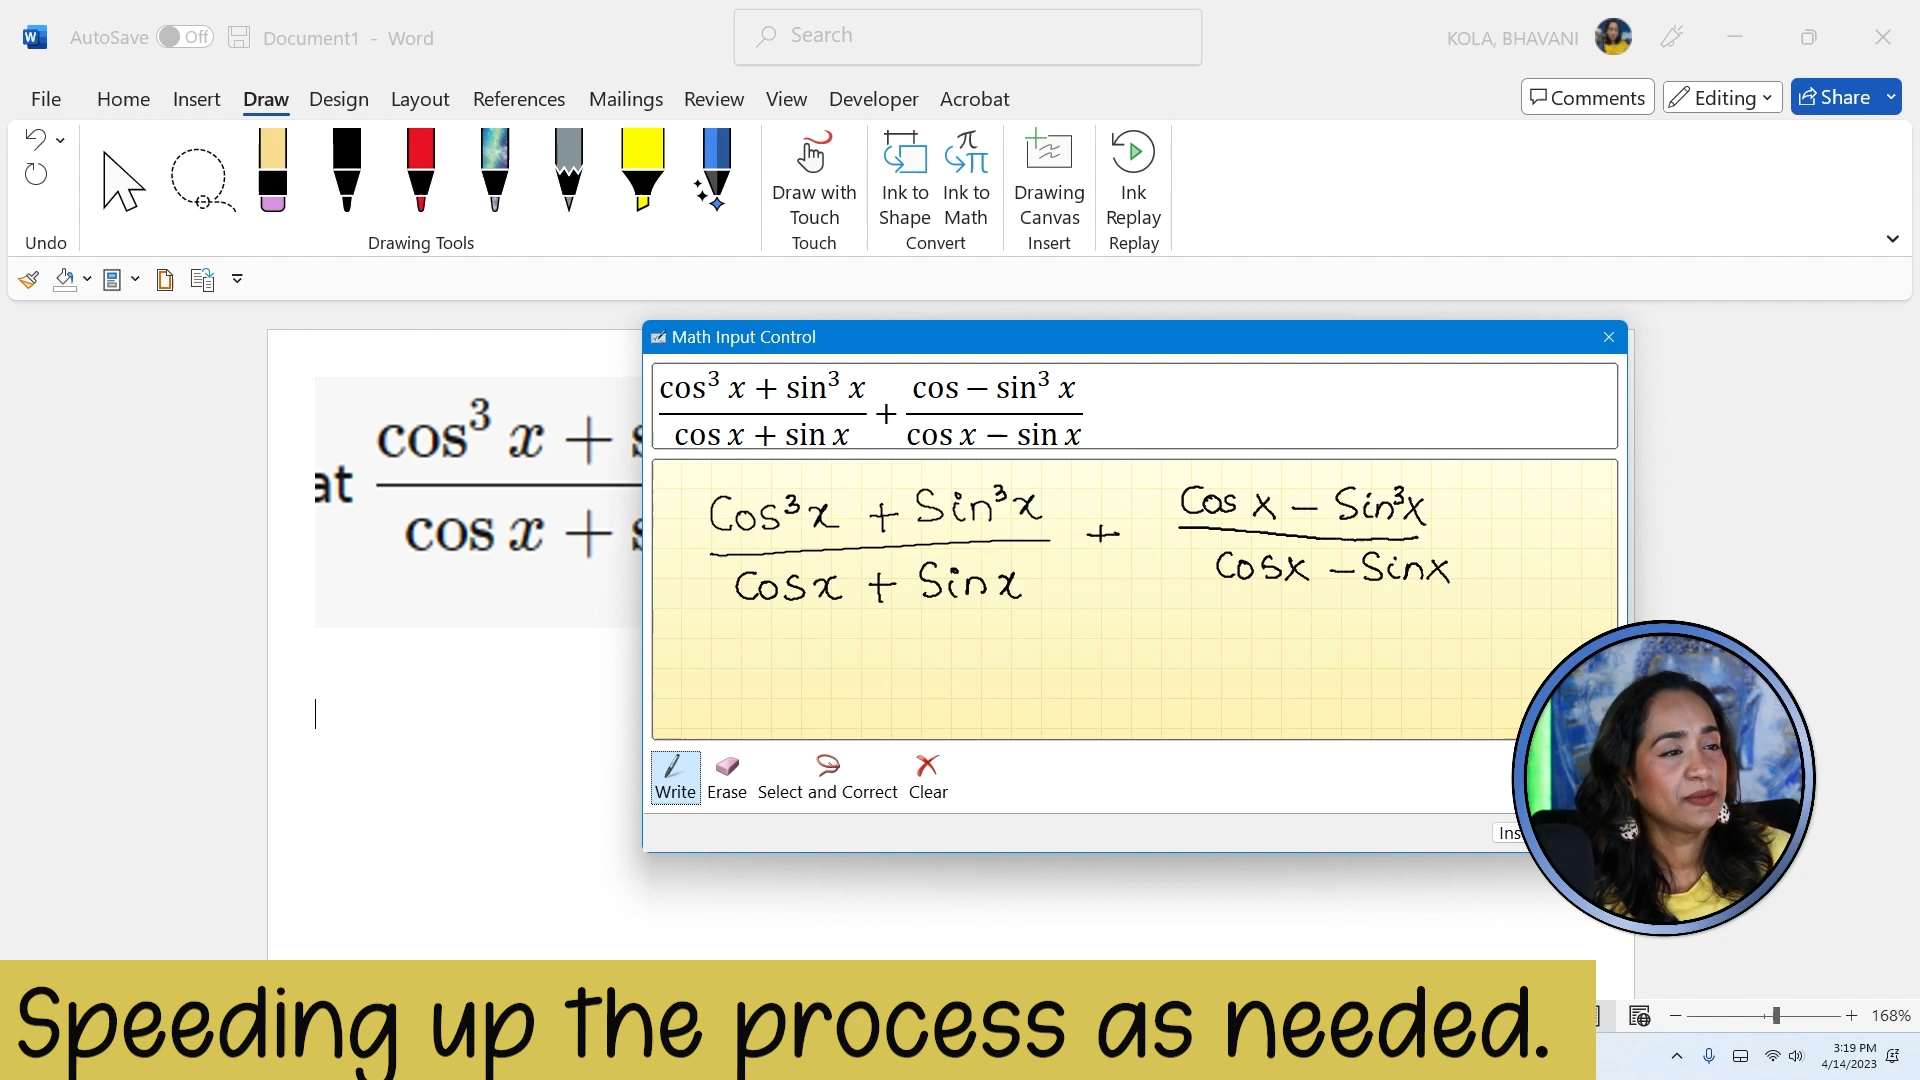 AutoSave Off Document1 - Word Search KOLA, BHAVANI
File Home Insert Draw Design Layout References Mailings Review View Developer Acrobat Comments Editing Share
Draw with Touch
Ink to Shape
Ink to Math
Drawing Canvas
Ink Replay
Undo Drawing Tools Touch Convert Insert Replay
Math Input Control
cos³ x + sin³ x cos − sin³ x
+
cos x + sin x cos x − sin x
cos³ x +
at
cos x +
Cos³x + Sin³x Cos x − Sin³x
+
Cosx + Sinx Cosx − Sinx
Write Erase Select and Correct Clear
Ins
Speeding up the process as needed.
168%
3:19 PM
4/14/2023